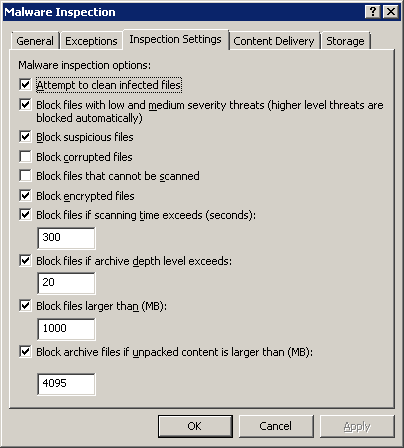 Malware Inspection
General Exceptions Inspection Settings Content Delivery Storage
Malware inspection options:
Attempt to clean infected files
Block files with low and medium severity threats (higher level threats are
blocked automatically)
Block suspicious files
Block corrupted files
Block files that cannot be scanned
Block encrypted files
Block files if scanning time exceeds (seconds):
300
Block files if archive depth level exceeds:
20
Block files larger than (MB):
1000
Block archive files if unpacked content is larger than (MB):
4095
OK Cancel Apply